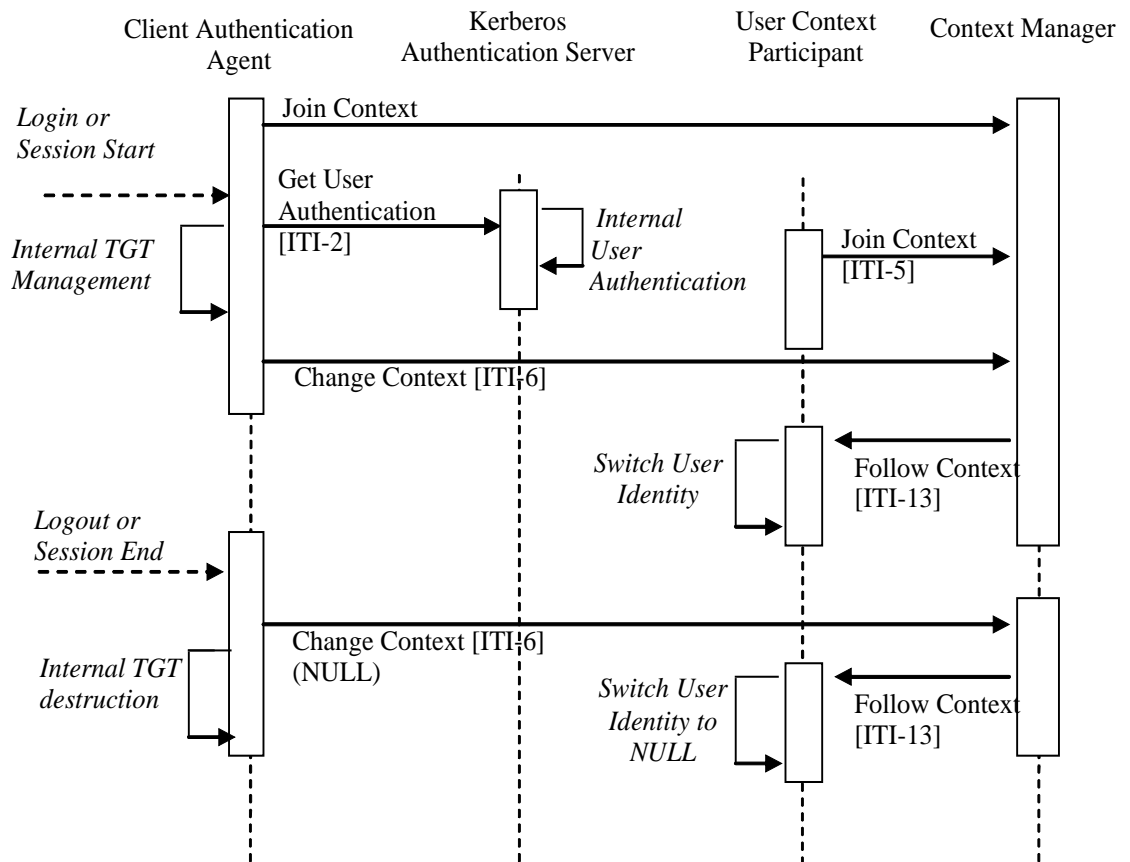 Client Authentication
Agent
Kerberos
Authentication Server
User Context
Participant
Context Manager
Join Context
Login or
Session Start
Get User
Authentication
[ITI-2]
Internal
User
Authentication
Join Context
[ITI-5]
Internal TGT
Management
Change Context [ITI-6]
Switch User
Identity
Follow Context
[ITI-13]
Logout or
Session End
Change Context [ITI-6]
(NULL)
Internal TGT
destruction
Switch User
Identity to
NULL
Follow Context
[ITI-13]